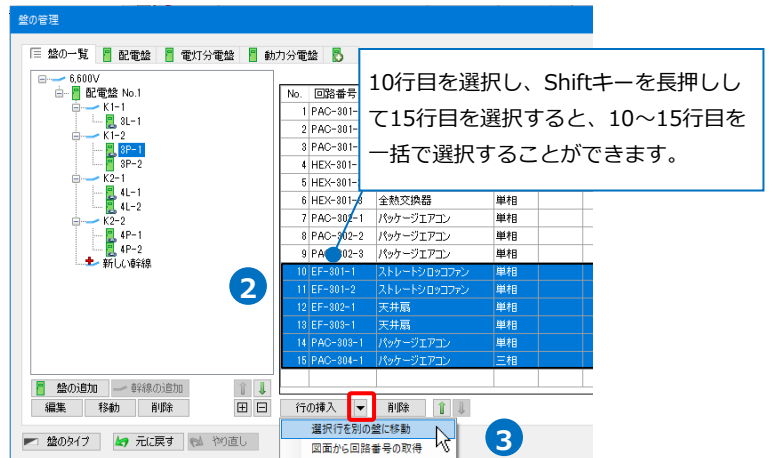 盤の管理
盤の一覧 配電盤 電灯分電盤 動力分電盤
6,600V
配電盤 No.1
K1-1
3L-1
K1-2
3P-1
3P-2
K2-1
4L-1
4L-2
K2-2
4P-1
4P-2
新しい幹線
10行目を選択し、Shiftキーを長押しし
て15行目を選択すると、10～15行目を
一括で選択することができます。
No. 回路番号
1 PAC-301-
2 PAC-301-
3 PAC-301-
4 HEX-301-
5 HEX-301-
6 HEX-301-3 全熱交換器 単相
7 PAC-302-1 パッケージエアコン 単相
8 PAC-302-2 パッケージエアコン 単相
9 PAC-302-3 パッケージエアコン 単相
10 EF-301-1 ストレートシロッコファン 単相
11 EF-301-2 ストレートシロッコファン 単相
12 EF-302-1 天井扇 単相
13 EF-303-1 天井扇 単相
14 PAC-303-1 パッケージエアコン 単相
15 PAC-304-1 パッケージエアコン 三相
2
盤の追加 幹線の追加
編集 移動 削除
行の挿入 削除
選択行を別の盤に移動
図面から回路番号の取得
3
盤のタイプ 元に戻す やり直し